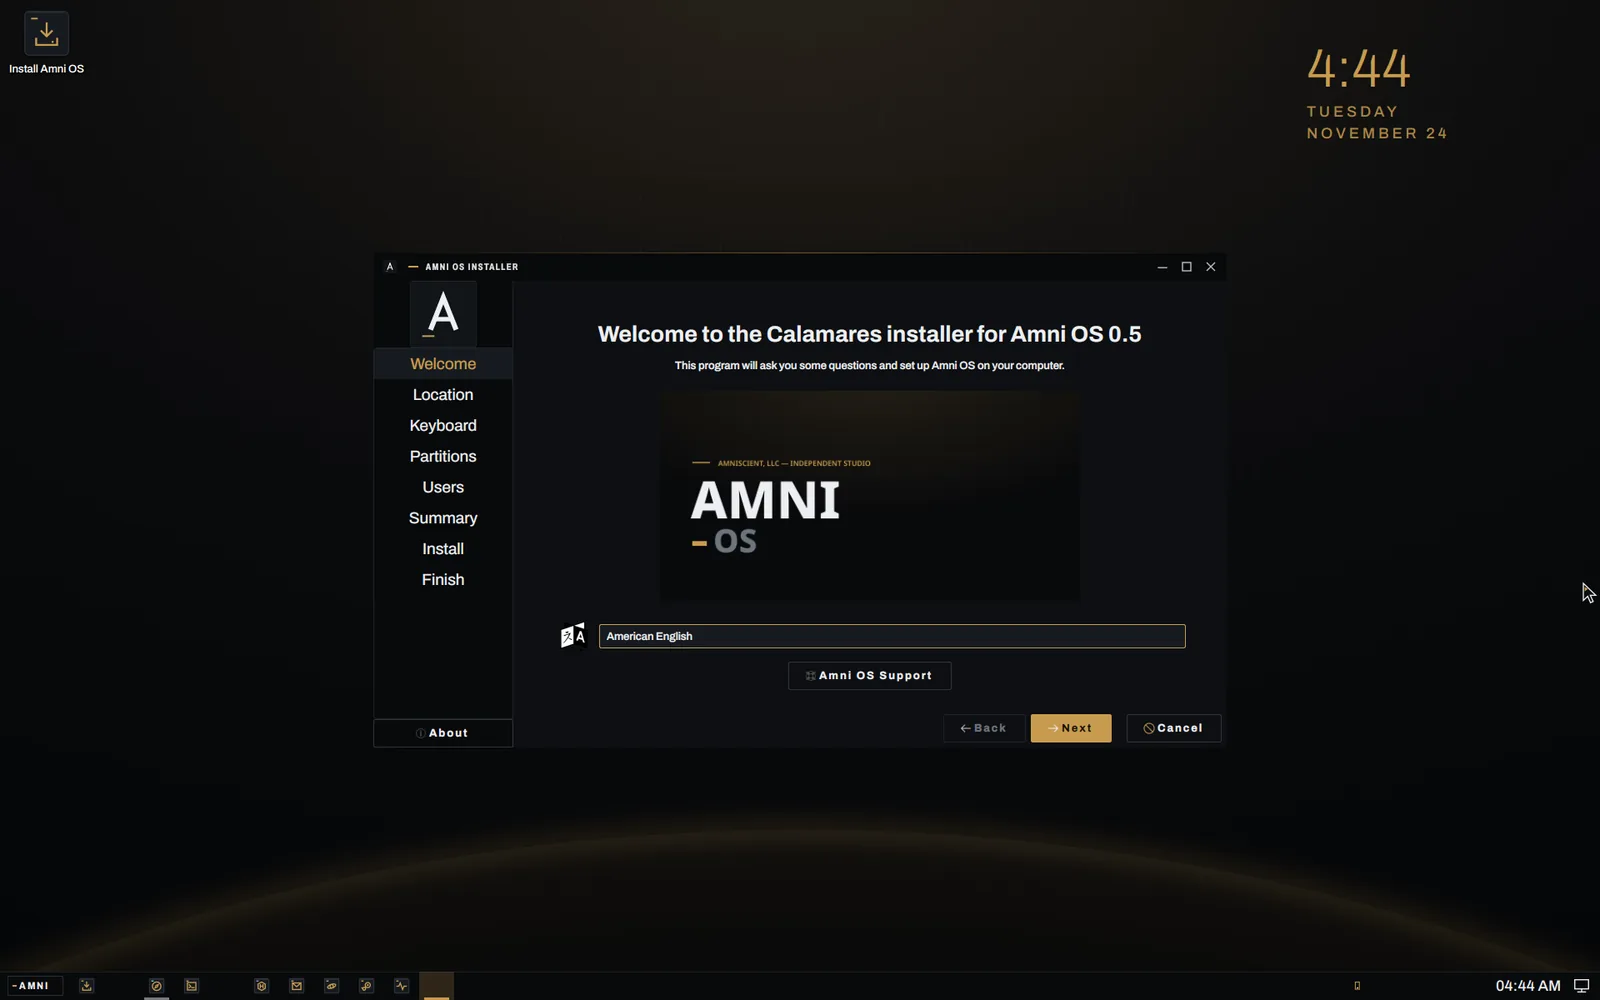 Install Amni OS
4:44
TUESDAY
NOVEMBER 24
A
AMNI OS INSTALLER
A
Welcome
Location
Keyboard
Partitions
Users
Summary
Install
Finish
About
Welcome to the Calamares installer for Amni OS 0.5
This program will ask you some questions and set up Amni OS on your computer.
AMNISCIENT, LLC — INDEPENDENT STUDIO
AMNI
OS
American English
Amni OS Support
Back
Next
Cancel
AMNI
04:44 AM